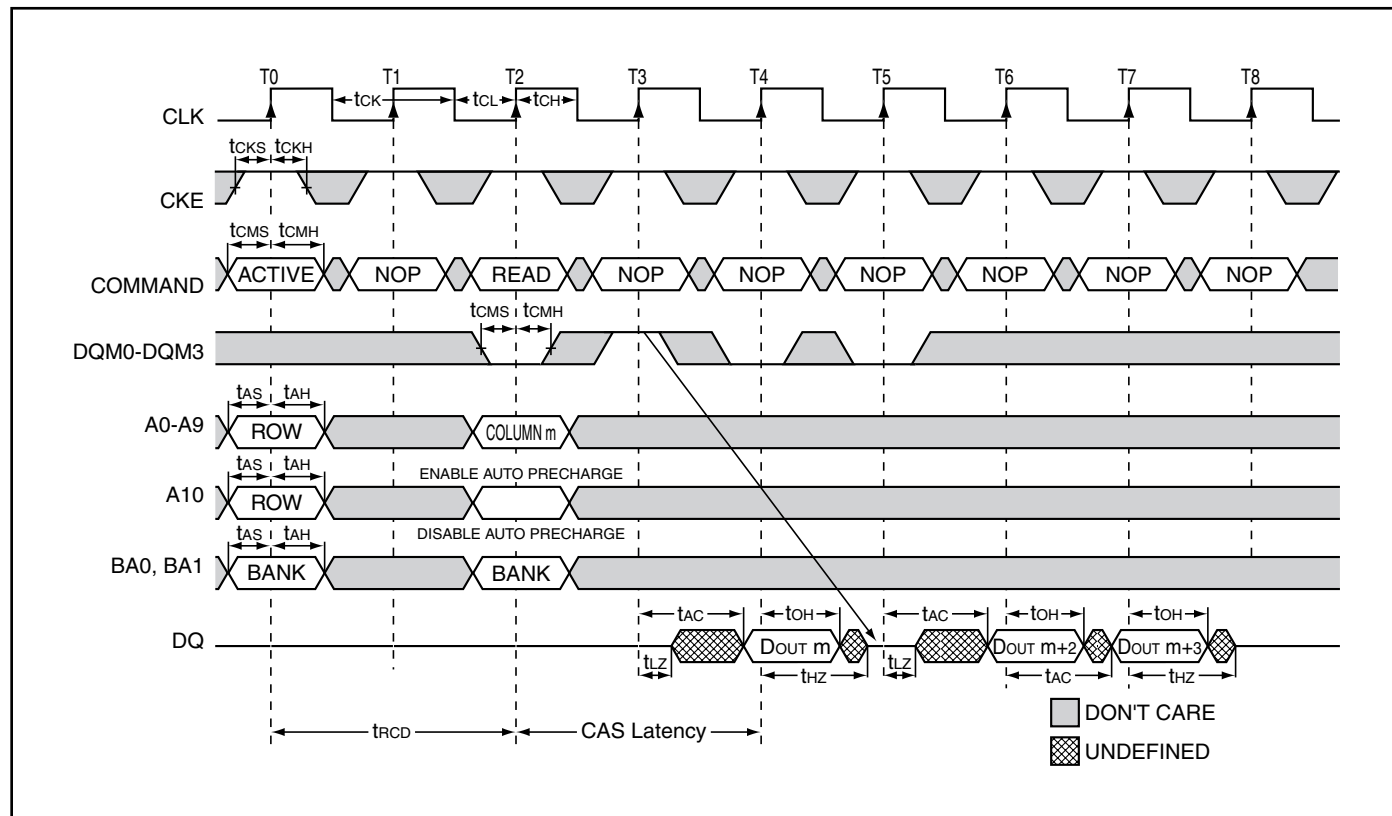 T0 T1 T2 T3 T4 T5 T6 T7 T8
tCK tCL tCH
CLK
tCKS tCKH
CKE
tCMS tCMH
COMMAND ACTIVE NOP READ NOP NOP NOP NOP NOP NOP
tCMS tCMH
DQM0-DQM3
tAS tAH
A0-A9 ROW COLUMN m
tAS tAH ENABLE AUTO PRECHARGE
A10 ROW
tAS tAH DISABLE AUTO PRECHARGE
BA0, BA1 BANK BANK
tAC tOH tAC tOH tOH
DQ DOUT m DOUT m+2 DOUT m+3
tLZ tHZ tLZ tAC tHZ
DON'T CARE
tRCD CAS Latency
UNDEFINED